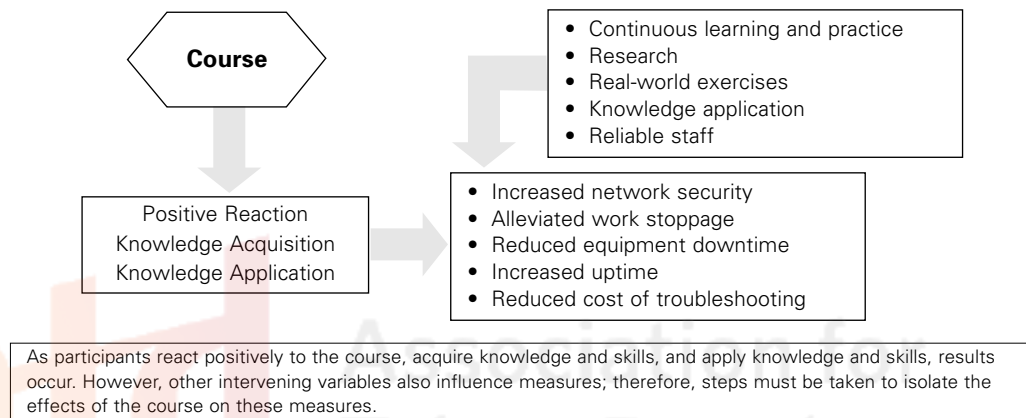 Course
• Continuous learning and practice
• Research
• Real-world exercises
• Knowledge application
• Reliable staff
Positive Reaction
Knowledge Acquisition
Knowledge Application
• Increased network security
• Alleviated work stoppage
• Reduced equipment downtime
• Increased uptime
• Reduced cost of troubleshooting
Association for
As participants react positively to the course, acquire knowledge and skills, and apply knowledge and skills, results
occur. However, other intervening variables also influence measures; therefore, steps must be taken to isolate the
effects of the course on these measures.